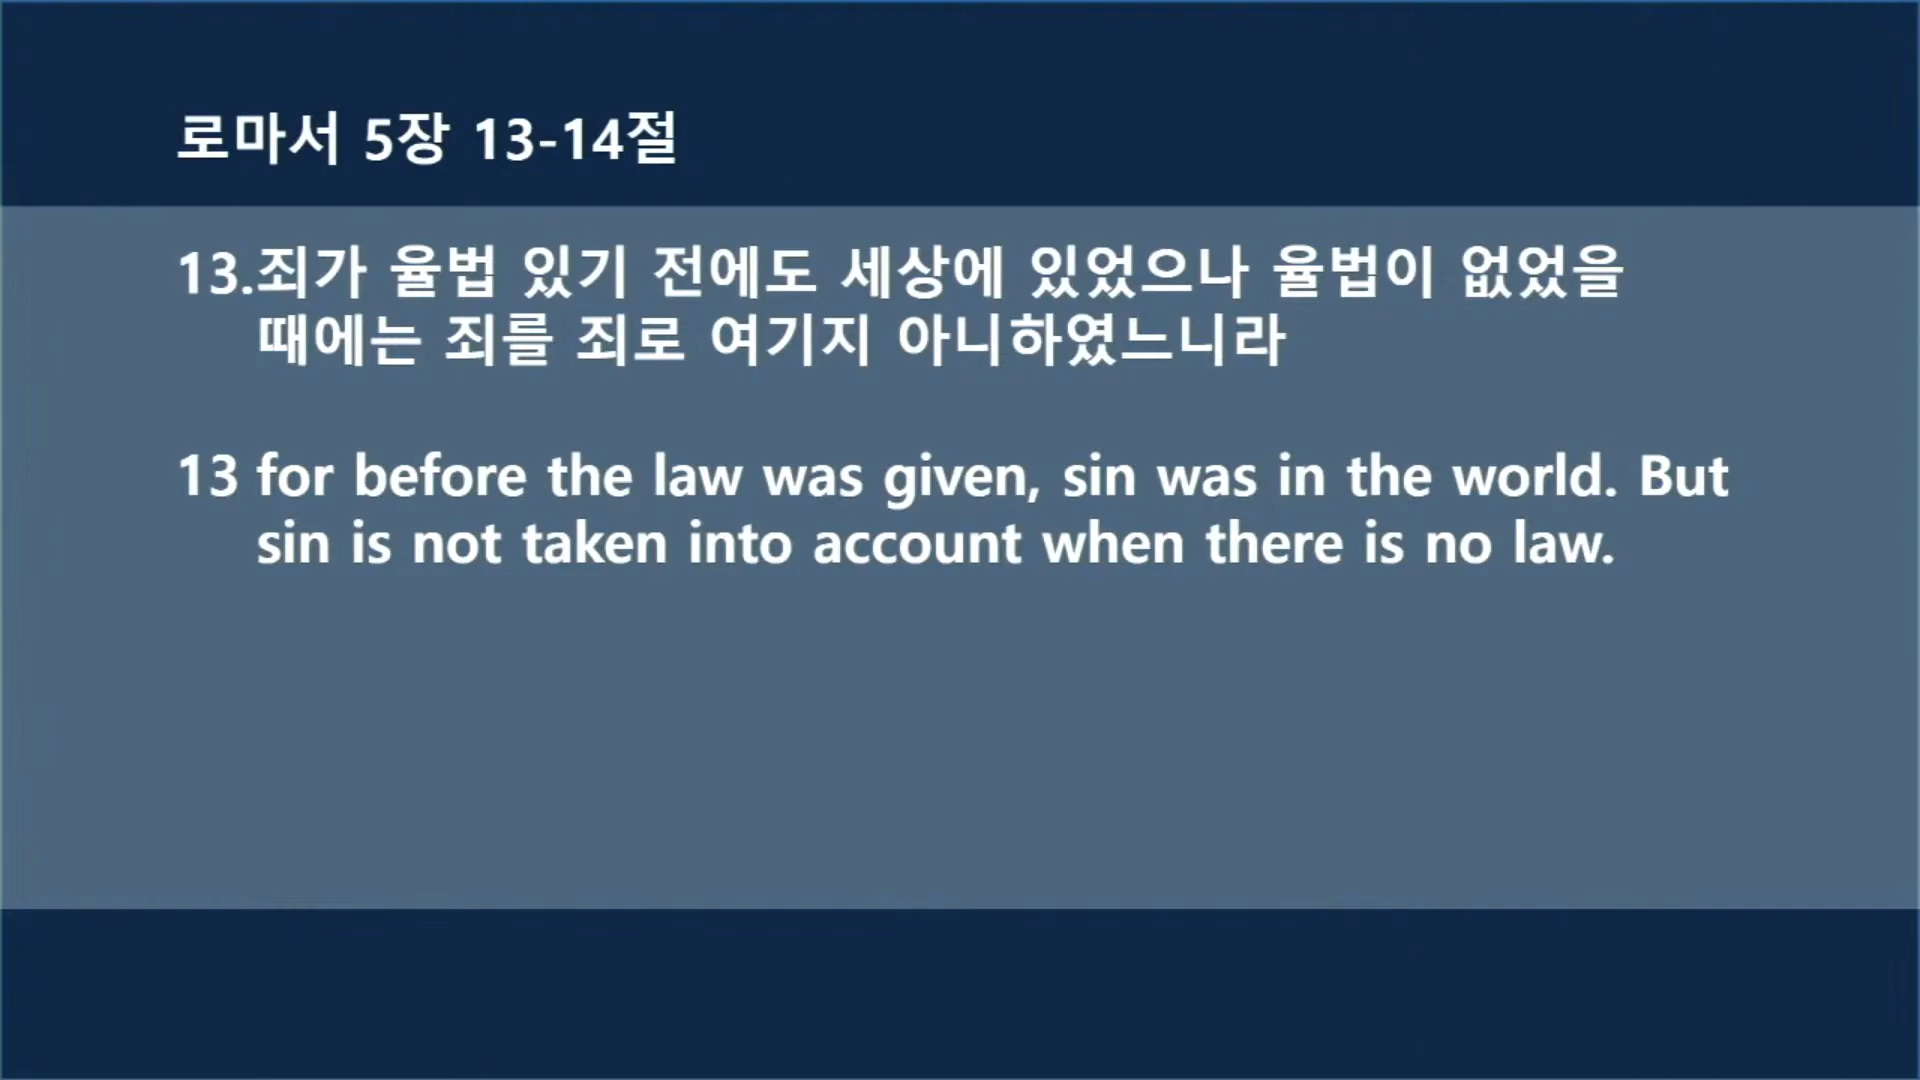 로마서 5장 13-14절
13.죄가 율법 있기 전에도 세상에 있었으나 율법이 없었을
때에는 죄를 죄로 여기지 아니하였느니라
13 for before the law was given, sin was in the world. But
sin is not taken into account when there is no law.